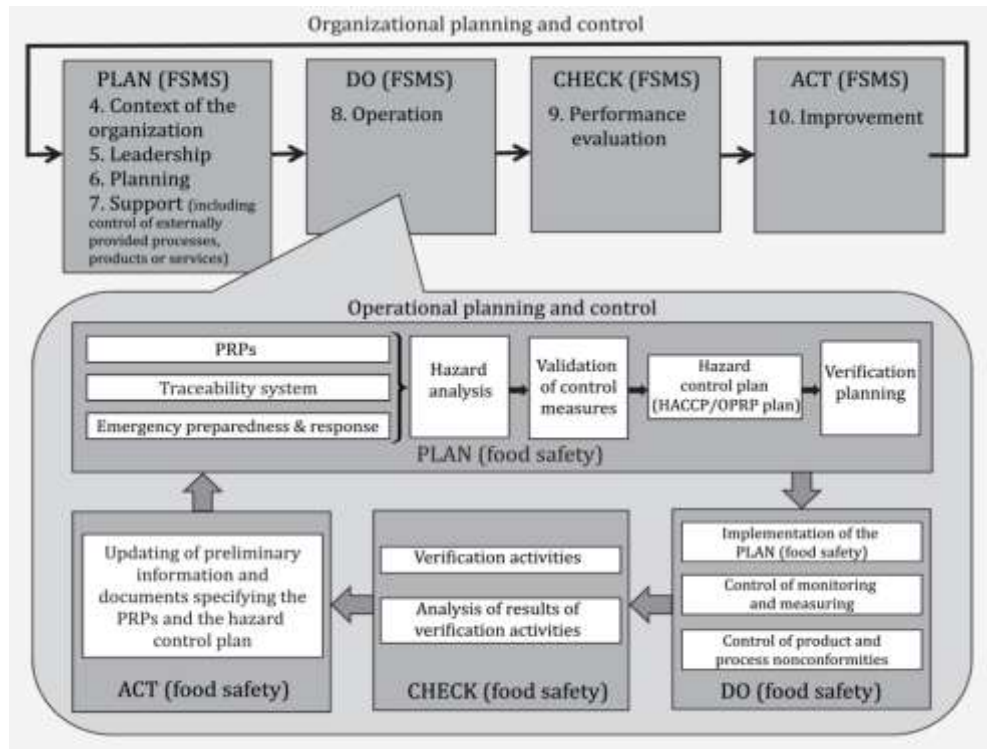 Organizational planning and control
PLAN (FSMS)
4. Context of the
organization
5. Leadership
6. Planning
7. Support (including
control of externally
provided processes,
products or services)
DO (FSMS)
8. Operation
CHECK (FSMS)
9. Performance
evaluation
ACT (FSMS)
10. Improvement
Operational planning and control
PRPs
Traceability system
Emergency preparedness & response
Hazard
analysis
Validation
of control
measures
Hazard
control plan
(HACCP/OPRP plan)
Verification
planning
PLAN (food safety)
Updating of preliminary
information and
documents specifying the
PRPs and the hazard
control plan
ACT (food safety)
Verification activities
Analysis of results of
verification activities
CHECK (food safety)
Implementation of the
PLAN (food safety)
Control of monitoring
and measuring
Control of product and
process nonconformities
DO (food safety)